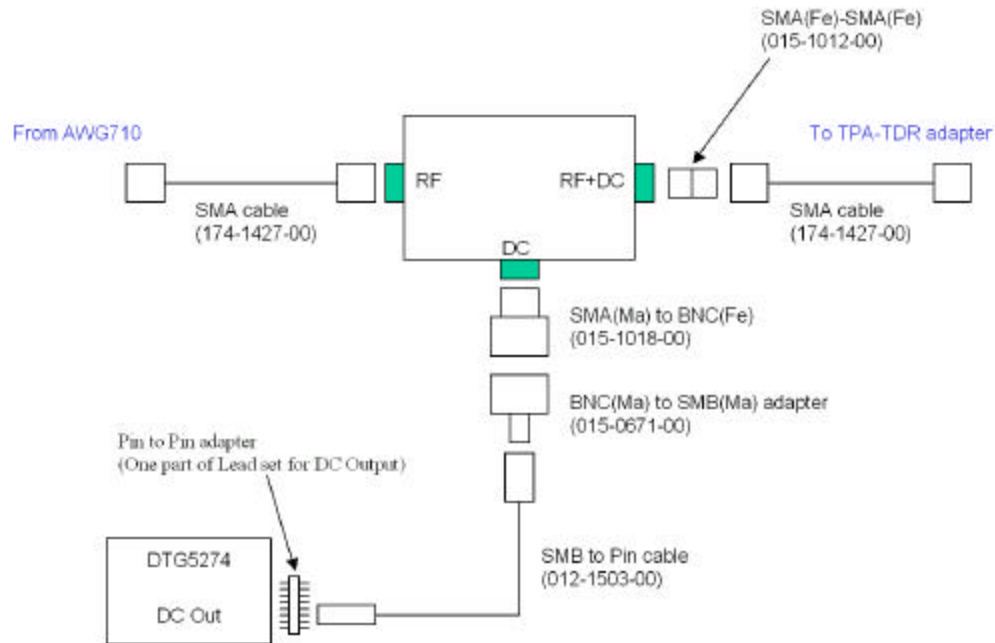 SMA(Fe)-SMA(Fe)
(015-1012-00)
From AWG710
To TPA-TDR adapter
RF
RF+DC
SMA cable
(174-1427-00)
SMA cable
(174-1427-00)
DC
SMA(Ma) to BNC(Fe)
(015-1018-00)
BNC(Ma) to SMB(Ma) adapter
(015-0671-00)
Pin to Pin adapter
(One part of Lead set for DC Output)
SMB to Pin cable
(012-1503-00)
DTG5274
DC Out